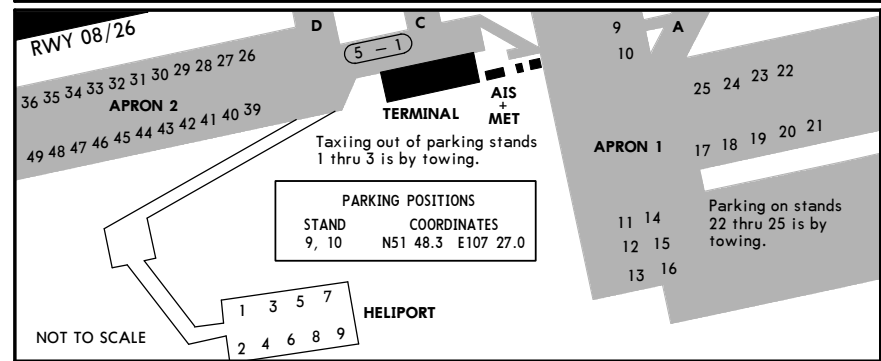 RWY 08/26
D
C
5 – 1
9
A
10
36 35 34 33 32 31 30 29 28 27 26
APRON 2
49 48 47 46 45 44 43 42 41 40 39
TERMINAL
AIS
+
MET
25 24 23 22
Taxiing out of parking stands
1 thru 3 is by towing.
APRON 1
17 18 19 20 21
PARKING POSITIONS
STAND COORDINATES
9, 10 N51 48.3 E107 27.0
Parking on stands
22 thru 25 is by
towing.
11 14
12 15
13 16
1 3 5 7
2 4 6 8 9
HELIPORT
NOT TO SCALE